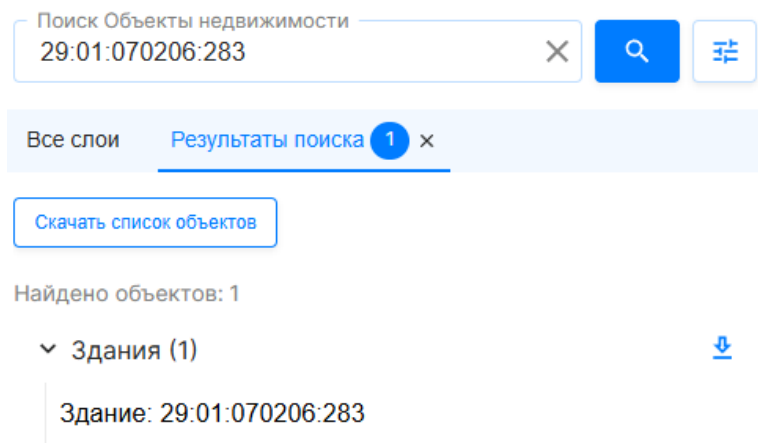 Поиск Объекты недвижимости
29:01:070206:283
Все слои
Результаты поиска 1
Скачать список объектов
Найдено объектов: 1
Здания (1)
Здание: 29:01:070206:283